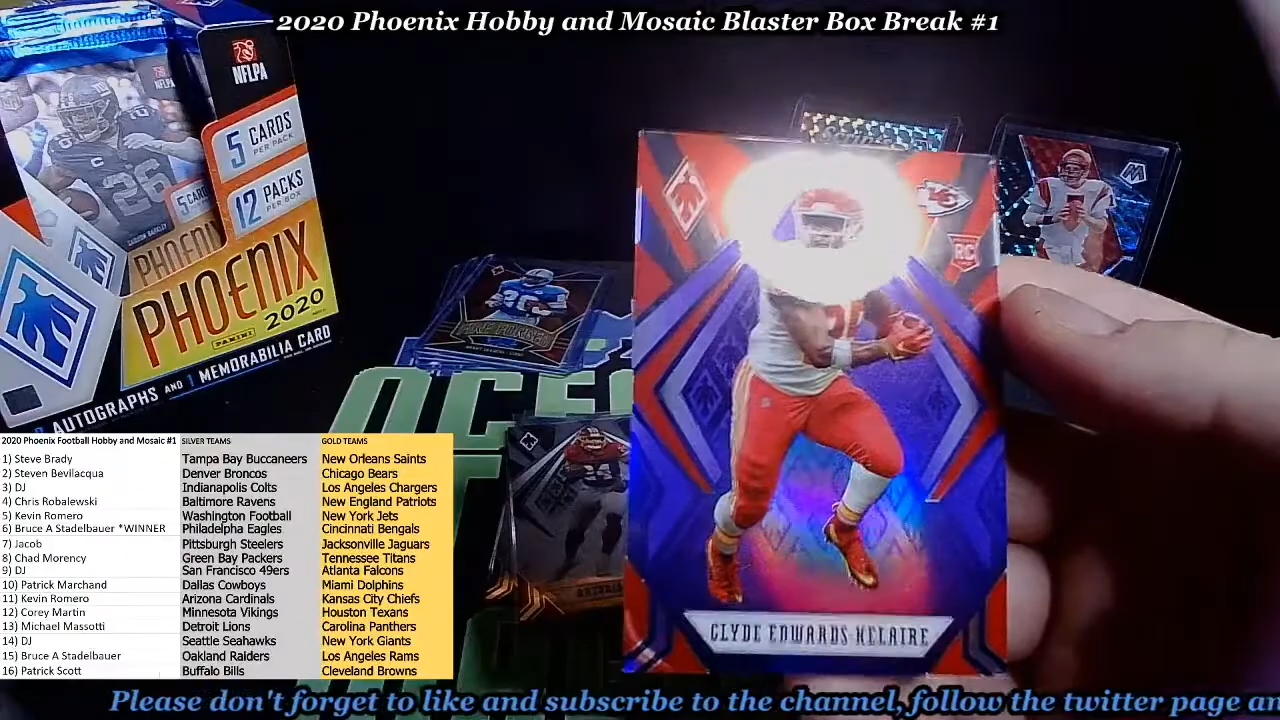 2020 Phoenix Hobby and Mosaic Blaster Box Break #1
NFLPA
5 CARDS
PER PACK
12 PACKS
PER BOX
26
5 CARDS
PHOENIX
PHOENIX
PANINI 2020
AUTOGRAPHS AND 1 MEMORABILIA CARD
RC
CLYDE EDWARDS-HELAIRE
2020 Phoenix Football Hobby and Mosaic #1 SILVER TEAMS GOLD TEAMS
1) Steve Brady Tampa Bay Buccaneers New Orleans Saints
2) Steven Bevilacqua Denver Broncos Chicago Bears
3) DJ Indianapolis Colts Los Angeles Chargers
4) Chris Robalewski Baltimore Ravens New England Patriots
5) Kevin Romero Washington Football New York Jets
6) Bruce A Stadelbauer *WINNER Philadelpha Eagles Cincinnati Bengals
7) Jacob Pittsburgh Steelers Jacksonville Jaguars
8) Chad Morency Green Bay Packers Tennessee Titans
9) DJ San Francisco 49ers Atlanta Falcons
10) Patrick Marchand Dallas Cowboys Miami Dolphins
11) Kevin Romero Arizona Cardinals Kansas City Chiefs
12) Corey Martin Minnesota Vikings Houston Texans
13) Michael Massotti Detroit Lions Carolina Panthers
14) DJ Seattle Seahawks New York Giants
15) Bruce A Stadelbauer Oakland Raiders Los Angeles Rams
16) Patrick Scott Buffalo Bills Cleveland Browns
Please don't forget to like and subscribe to the channel, follow the twitter page an